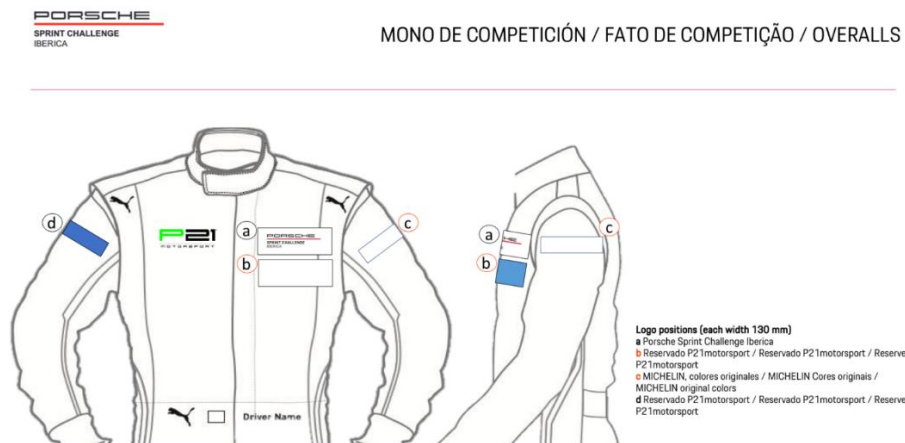 PORSCHE
SPRINT CHALLENGE
IBERICA
MONO DE COMPETICIÓN / FATO DE COMPETIÇÃO / OVERALLS
d
P21
MOTORSPORT
a
PORSCHE
SPRINT CHALLENGE
IBERICA
c
b
a
c
b
Logo positions (each width 130 mm)
a Porsche Sprint Challenge Iberica
b Reservado P21motorsport / Reservado P21motorsport / Reserve
P21motorsport
c MICHELIN, colores originales / MICHELIN Cores originais /
MICHELIN original colors
d Reservado P21motorsport / Reservado P21motorsport / Reserve
P21motorsport
Driver Name